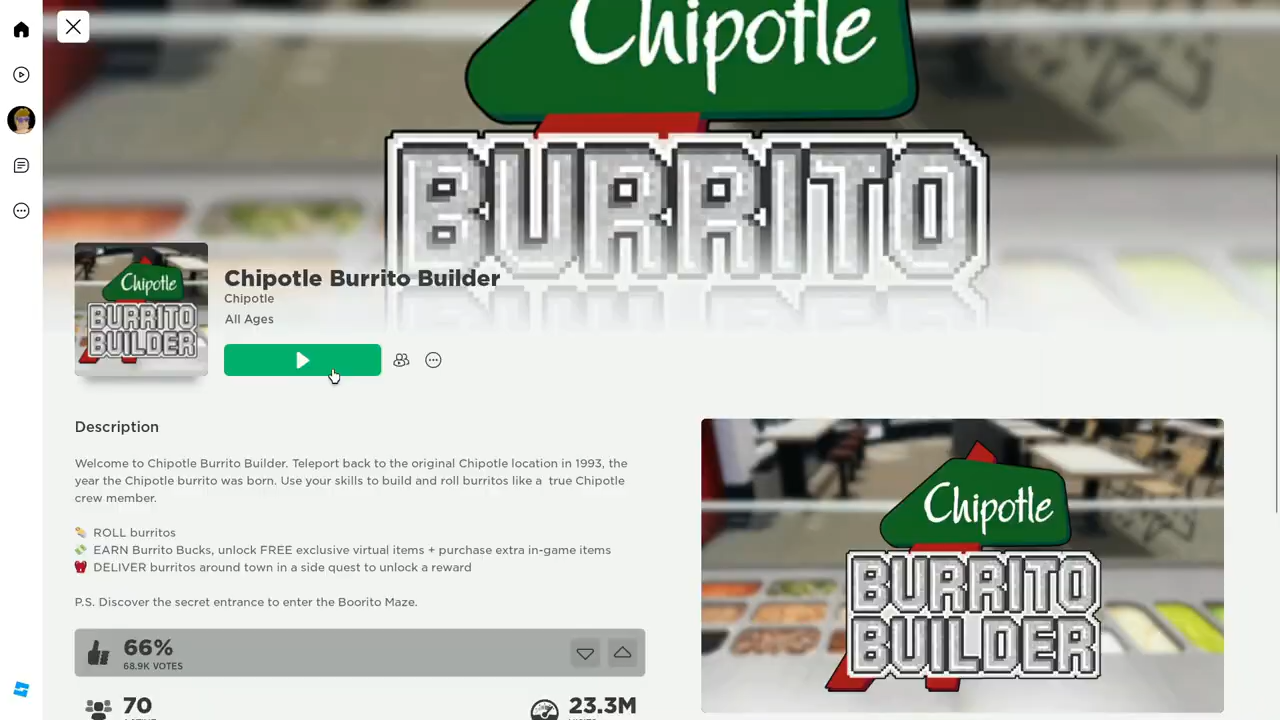 Chipotle
BURRITO
Chipotle
BURRITO
BUILDER
Chipotle Burrito Builder
Chipotle
All Ages
Description
Welcome to Chipotle Burrito Builder. Teleport back to the original Chipotle location in 1993, the
year the Chipotle burrito was born. Use your skills to build and roll burritos like a  true Chipotle
crew member.
🌯 ROLL burritos
💸 EARN Burrito Bucks, unlock FREE exclusive virtual items + purchase extra in-game items
DELIVER burritos around town in a side quest to unlock a reward
P.S. Discover the secret entrance to enter the Boorito Maze.
66%
68.9K VOTES
70
23.3M
Chipotle
BURRITO
BUILDER